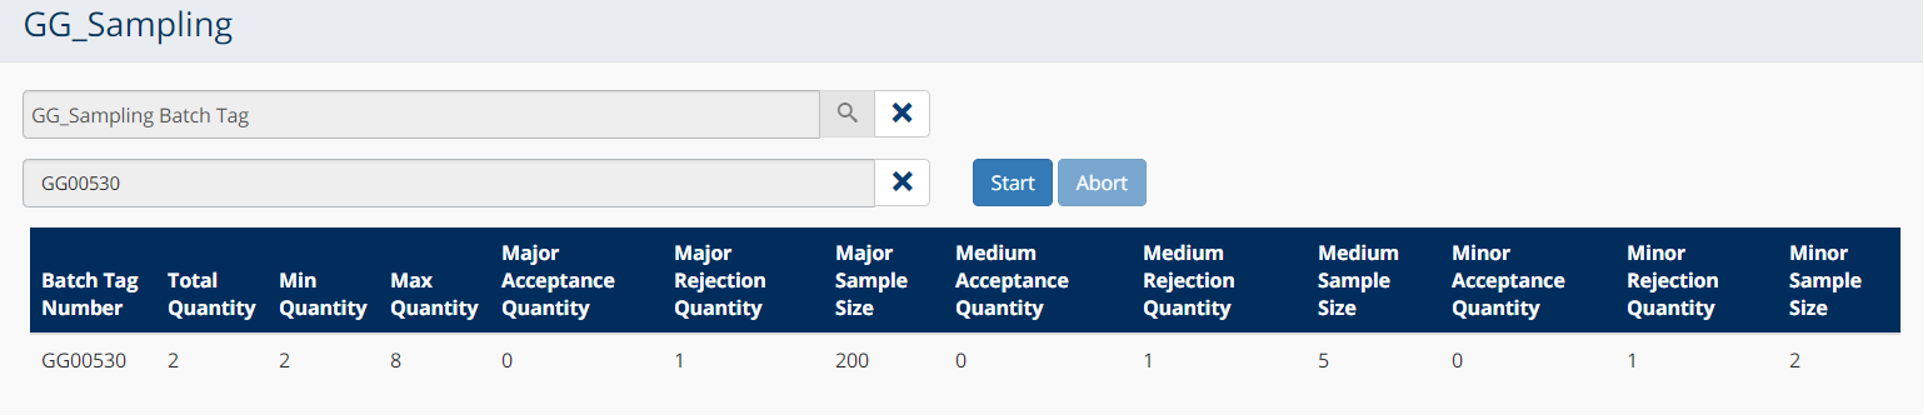 GG_Sampling
GG_Sampling Batch Tag
GG00530
Start Abort
Batch Tag Number Total Quantity Min Quantity Max Quantity Major Acceptance Quantity Major Rejection Quantity Major Sample Size Medium Acceptance Quantity Medium Rejection Quantity Medium Sample Size Minor Acceptance Quantity Minor Rejection Quantity Minor Sample Size
GG00530 2 2 8 0 1 200 0 1 5 0 1 2